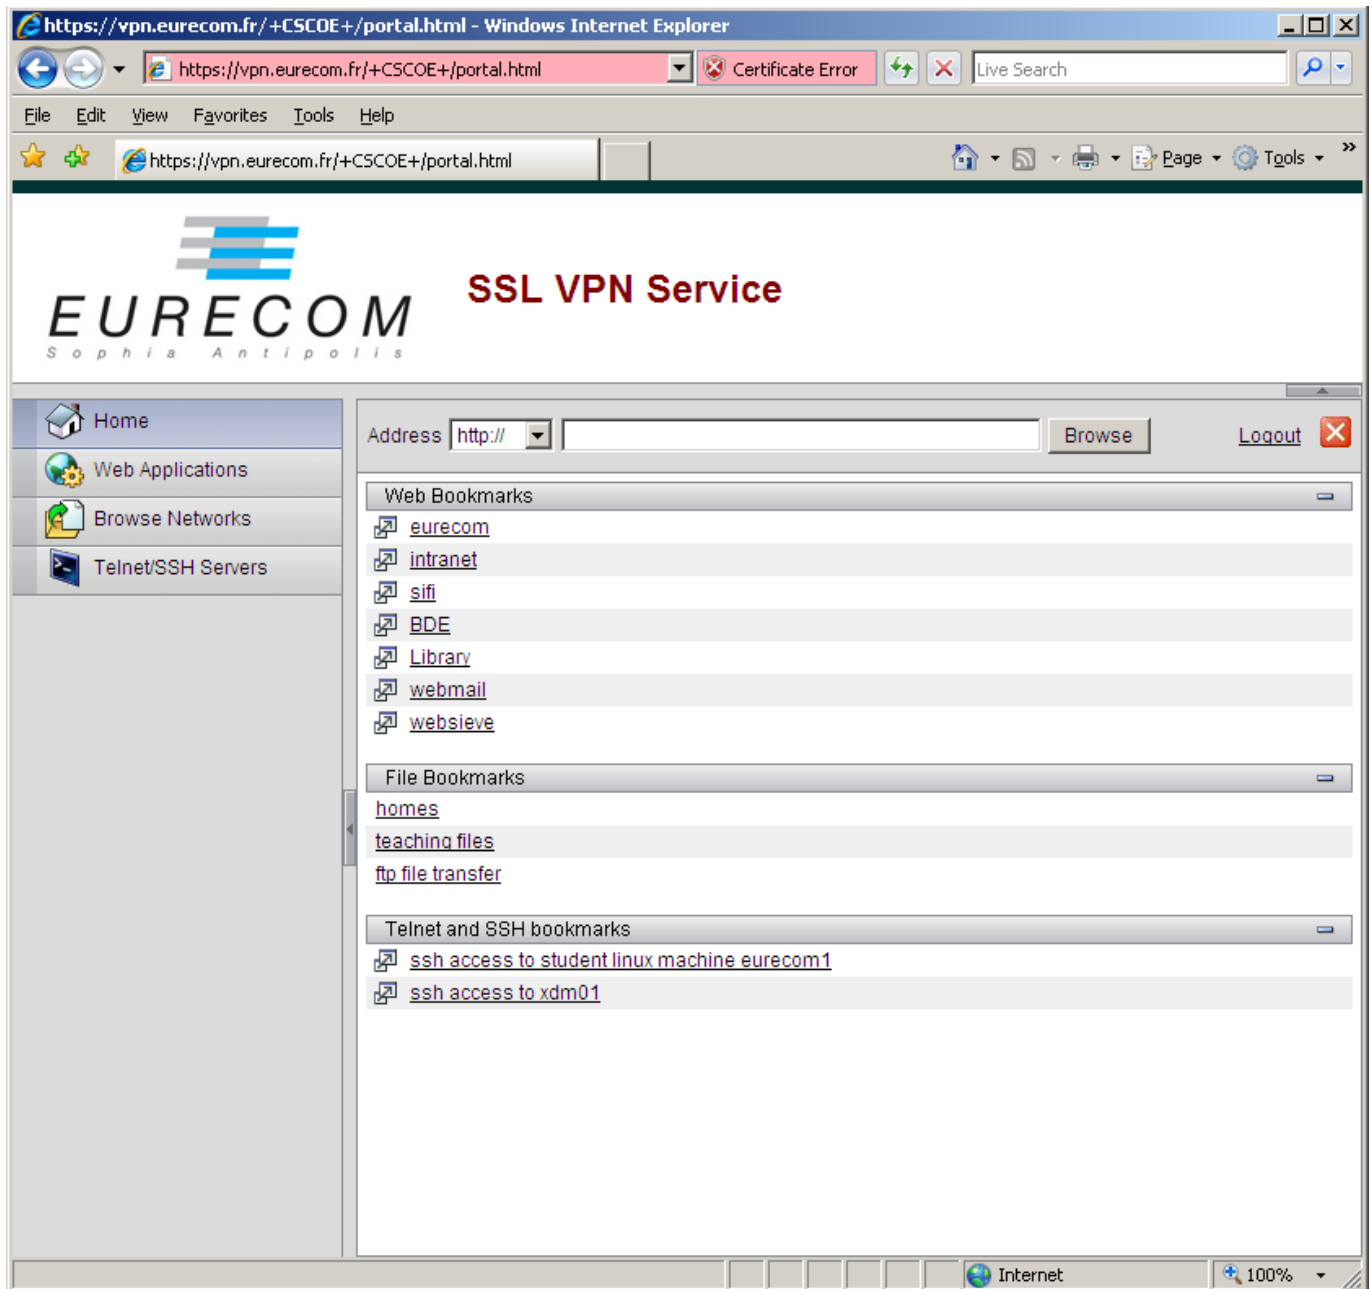 https://vpn.eurecom.fr/+CSCOE+/portal.html - Windows Internet Explorer
https://vpn.eurecom.fr/+CSCOE+/portal.html Certificate Error Live Search
File Edit View Favorites Tools Help
https://vpn.eurecom.fr/+CSCOE+/portal.html Page Tools »
EURECOM
Sophia Antipolis
SSL VPN Service
Home
Web Applications
Browse Networks
Telnet/SSH Servers
Address http:// Browse Logout
Web Bookmarks
eurecom
intranet
sifi
BDE
Library
webmail
websieve
File Bookmarks
homes
teaching files
ftp file transfer
Telnet and SSH bookmarks
ssh access to student linux machine eurecom1
ssh access to xdm01
Internet 100%